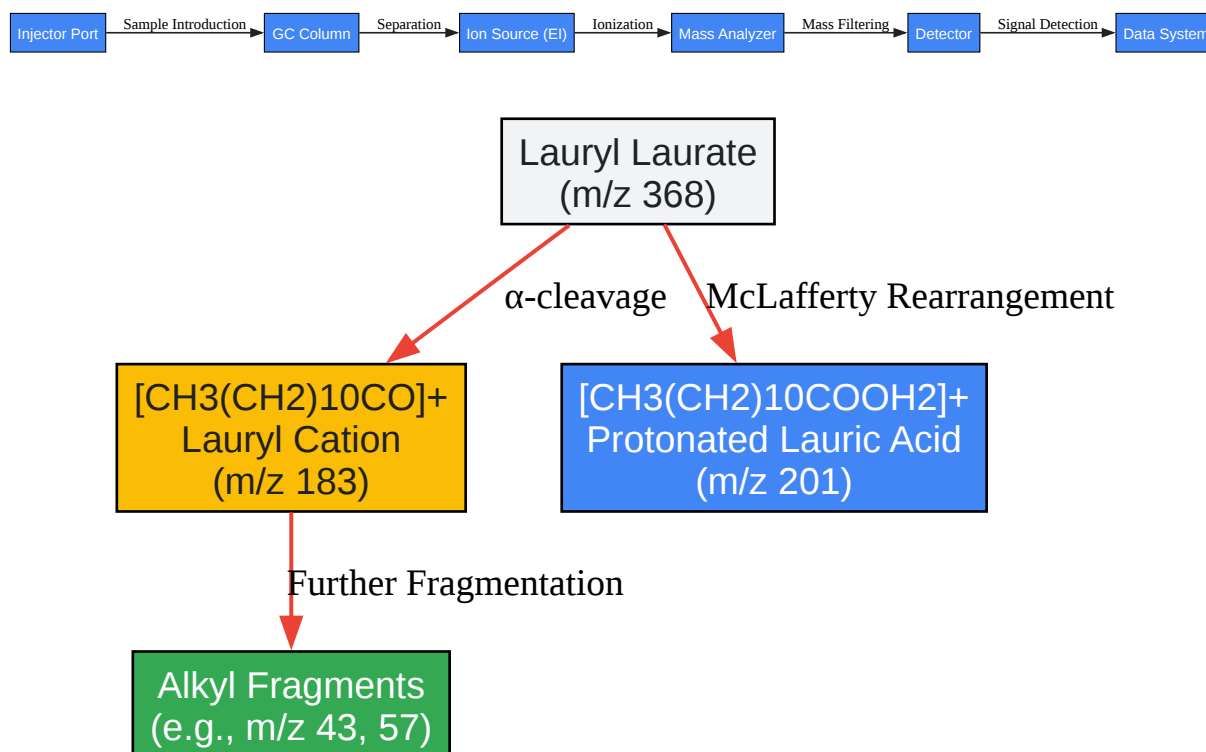 Injector Port
Sample Introduction
GC Column
Separation
Ion Source (EI)
Ionization
Mass Analyzer
Mass Filtering
Detector
Signal Detection
Data System
Lauryl Laurate
(m/z 368)
α-cleavage
McLafferty Rearrangement
[CH3(CH2)10CO]+
Lauryl Cation
(m/z 183)
[CH3(CH2)10COOH2]+
Protonated Lauric Acid
(m/z 201)
Further Fragmentation
Alkyl Fragments
(e.g., m/z 43, 57)